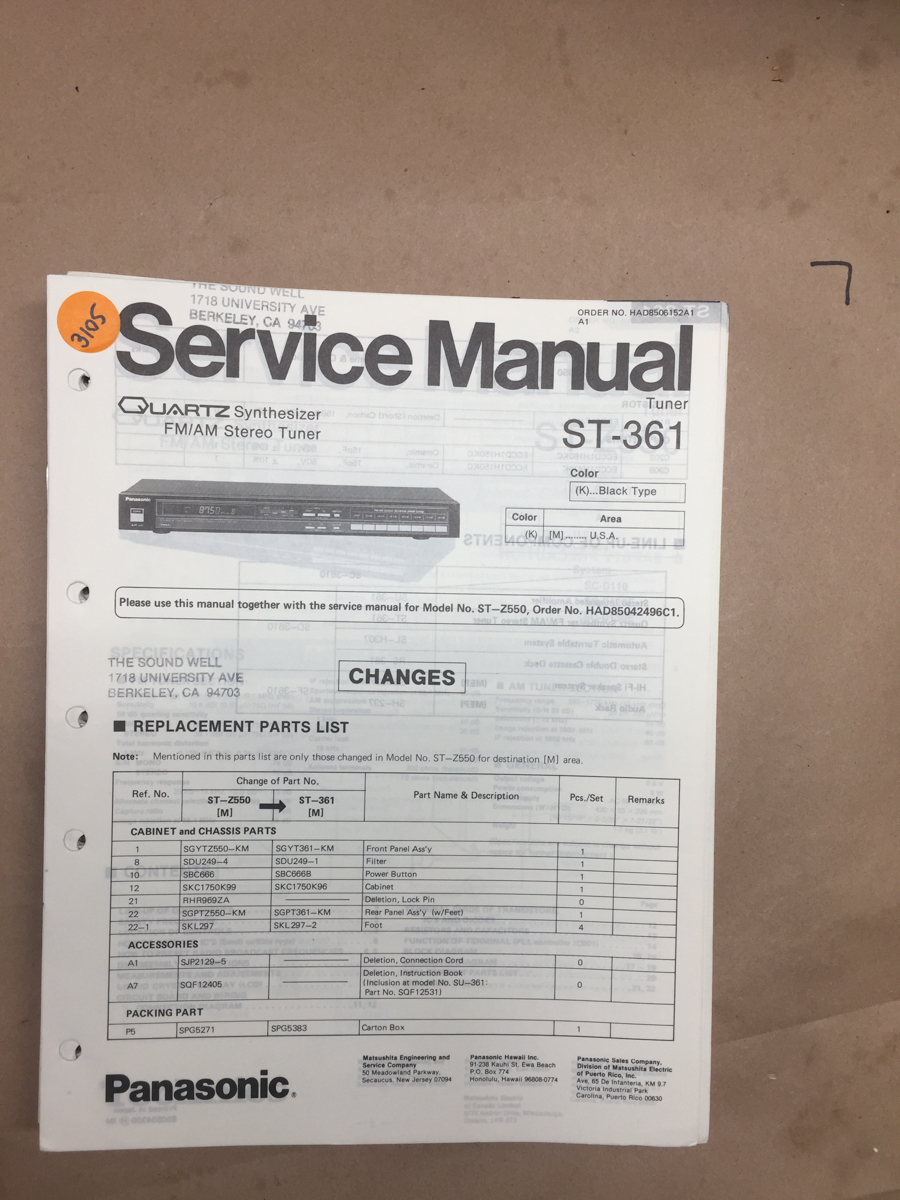 3105
THE SOUND WELL
1718 UNIVERSITY AVE
BERKELEY, CA 94703
ORDER NO. HAD8506152A1
A1
Service Manual
Tuner
QUARTZ Synthesizer
FM/AM Stereo Tuner
ST-361
Color
(K)...Black Type
Color Area
(K) [M]........ U.S.A.
Panasonic
8750
Please use this manual together with the service manual for Model No. ST—Z550, Order No. HAD85042496C1.
THE SOUND WELL
1718 UNIVERSITY AVE
BERKELEY, CA 94703
CHANGES
■ REPLACEMENT PARTS LIST
Note: Mentioned in this parts list are only those changed in Model No. ST—Z550 for destination [M] area.
Ref. No. Change of Part No. Part Name & Description Pcs./Set Remarks
ST—Z550 [M] → ST—361 [M]
CABINET and CHASSIS PARTS
1 SGYTZ550—KM SGYT361—KM Front Panel Ass'y 1
8 SDU249—4 SDU249—1 Filter 1
10 SBC666 SBC666B Power Button 1
12 SKC1750K99 SKC1750K96 Cabinet 1
21 RHR969ZA ———— Deletion, Lock Pin 0
22 SGPTZ550—KM SGPT361—KM Rear Panel Ass'y (w/Feet) 1
22—1 SKL297 SKL297—2 Foot 4
ACCESSORIES
A1 SJP2129—5 ———— Deletion, Connection Cord 0
A7 SQF12405 ———— Deletion, Instruction Book 0
(Inclusion at model No. SU—361:
Part No. SQF12531)
PACKING PART
P5 SPG5271 SPG5383 Carton Box 1
Panasonic®
Matsushita Engineering and
Service Company
50 Meadowland Parkway,
Secaucus, New Jersey 07094
Panasonic Hawaii Inc.
91-238 Kauhi St. Ewa Beach
P.O. Box 774
Honolulu, Hawaii 96808-0774
Panasonic Sales Company,
Division of Matsushita Electric
of Puerto Rico, Inc.
Ave, 65 De Infanteria, KM 9.7
Victoria Industrial Park
Carolina, Puerto Rico 00630